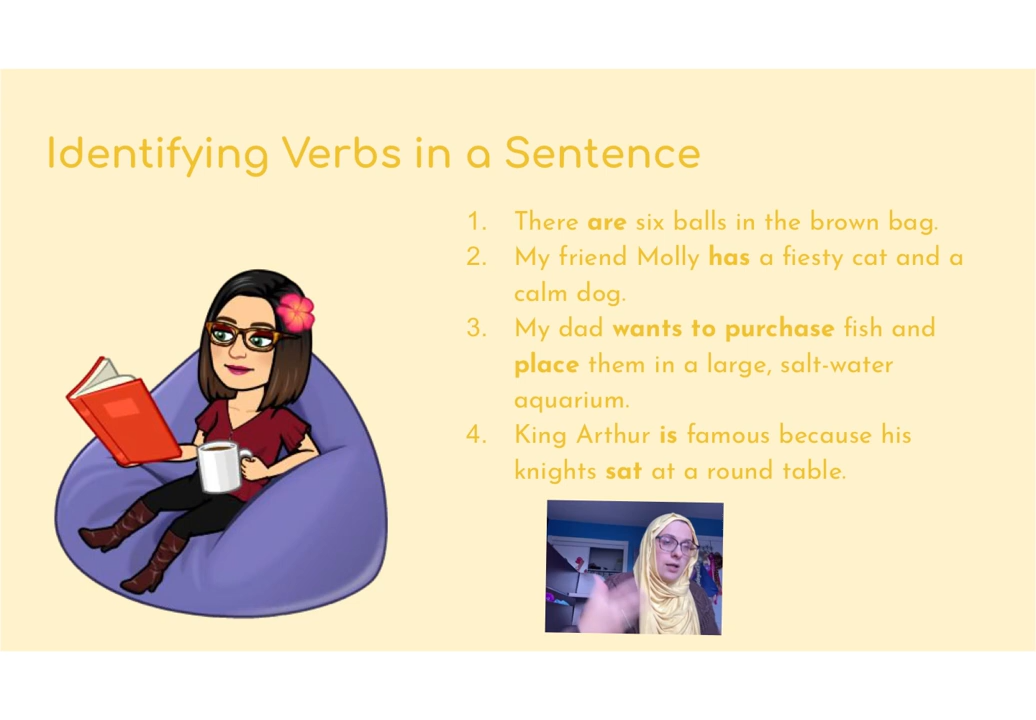 Identifying Verbs in a Sentence
1. There are six balls in the brown bag.
2. My friend Molly has a fiesty cat and a
calm dog.
3. My dad wants to purchase fish and
place them in a large, salt-water
aquarium.
4. King Arthur is famous because his
knights sat at a round table.